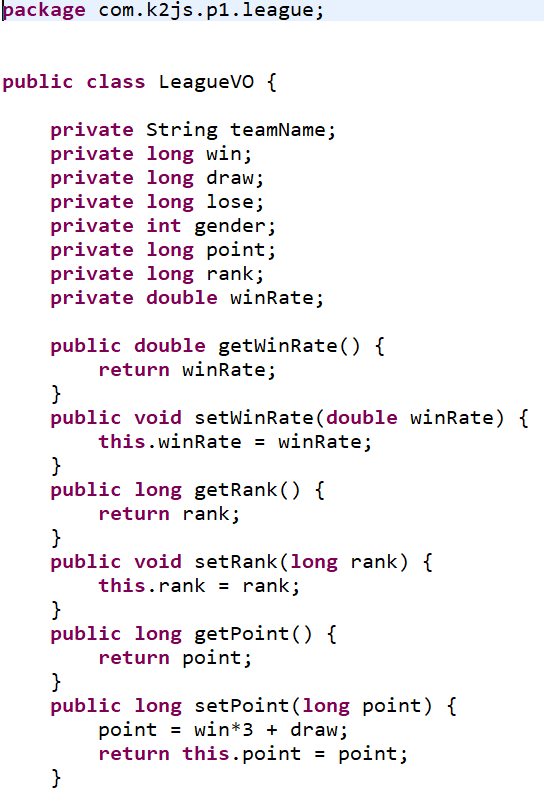 package com.k2js.p1.league;
public class LeagueVO {
private String teamName;
private long win;
private long draw;
private long lose;
private int gender;
private long point;
private long rank;
private double winRate;
public double getWinRate() {
return winRate;
}
public void setWinRate(double winRate) {
this.winRate = winRate;
}
public long getRank() {
return rank;
}
public void setRank(long rank) {
this.rank = rank;
}
public long getPoint() {
return point;
}
public long setPoint(long point) {
point = win*3 + draw;
return this.point = point;
}